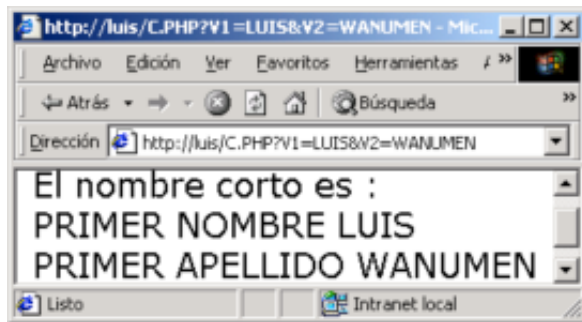 http://luis/C.PHP?V1=LUIS&V2=WANUMEN - Mic...
Archivo Edición Ver Favoritos Herramientas »
Atrás Búsqueda »
Dirección http://luis/C.PHP?V1=LUIS&V2=WANUMEN
El nombre corto es :
PRIMER NOMBRE LUIS
PRIMER APELLIDO WANUMEN
Listo Intranet local